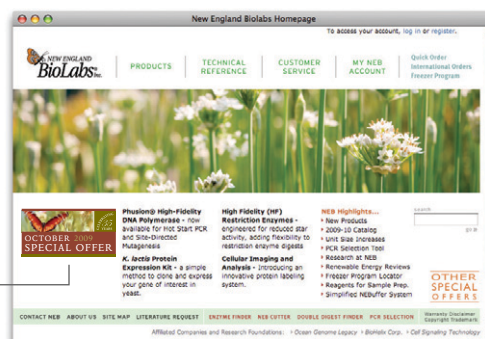 New England Biolabs Homepage
To access your account, log in or register.
NEW ENGLAND
BioLabs Inc.
PRODUCTS
TECHNICAL
REFERENCE
CUSTOMER
SERVICE
MY NEB
ACCOUNT
Quick Order
International Orders
Freezer Program
OCTOBER 2009
SPECIAL OFFER
Phusion® High-Fidelity
DNA Polymerase - now
available for Hot Start PCR
and Site-Directed
Mutagenesis
K. lactis Protein
Expression Kit - a simple
method to clone and express
your gene of interest in
yeast.
High Fidelity (HF)
Restriction Enzymes -
engineered for reduced star
activity, adding flexibility to
restriction enzyme digests
Cellular Imaging and
Analysis - Introducing an
innovative protein labeling
system.
NEB Highlights...
New Products
2009-10 Catalog
Unit Size Increases
PCR Selection Tool
Research at NEB
Renewable Energy Reviews
Freezer Program Locator
Reagents for Sample Prep.
Simplified NEBuffer System
search
go
OTHER
SPECIAL
OFFERS
CONTACT NEB ABOUT US SITE MAP LITERATURE REQUEST ENZYME FINDER NEB CUTTER DOUBLE DIGEST FINDER PCR SELECTION
Warranty Disclaimer
Copyright Trademark
Affiliated Companies and Research Foundations: Ocean Genome Legacy BioHelix Corp. Cell Signaling Technology